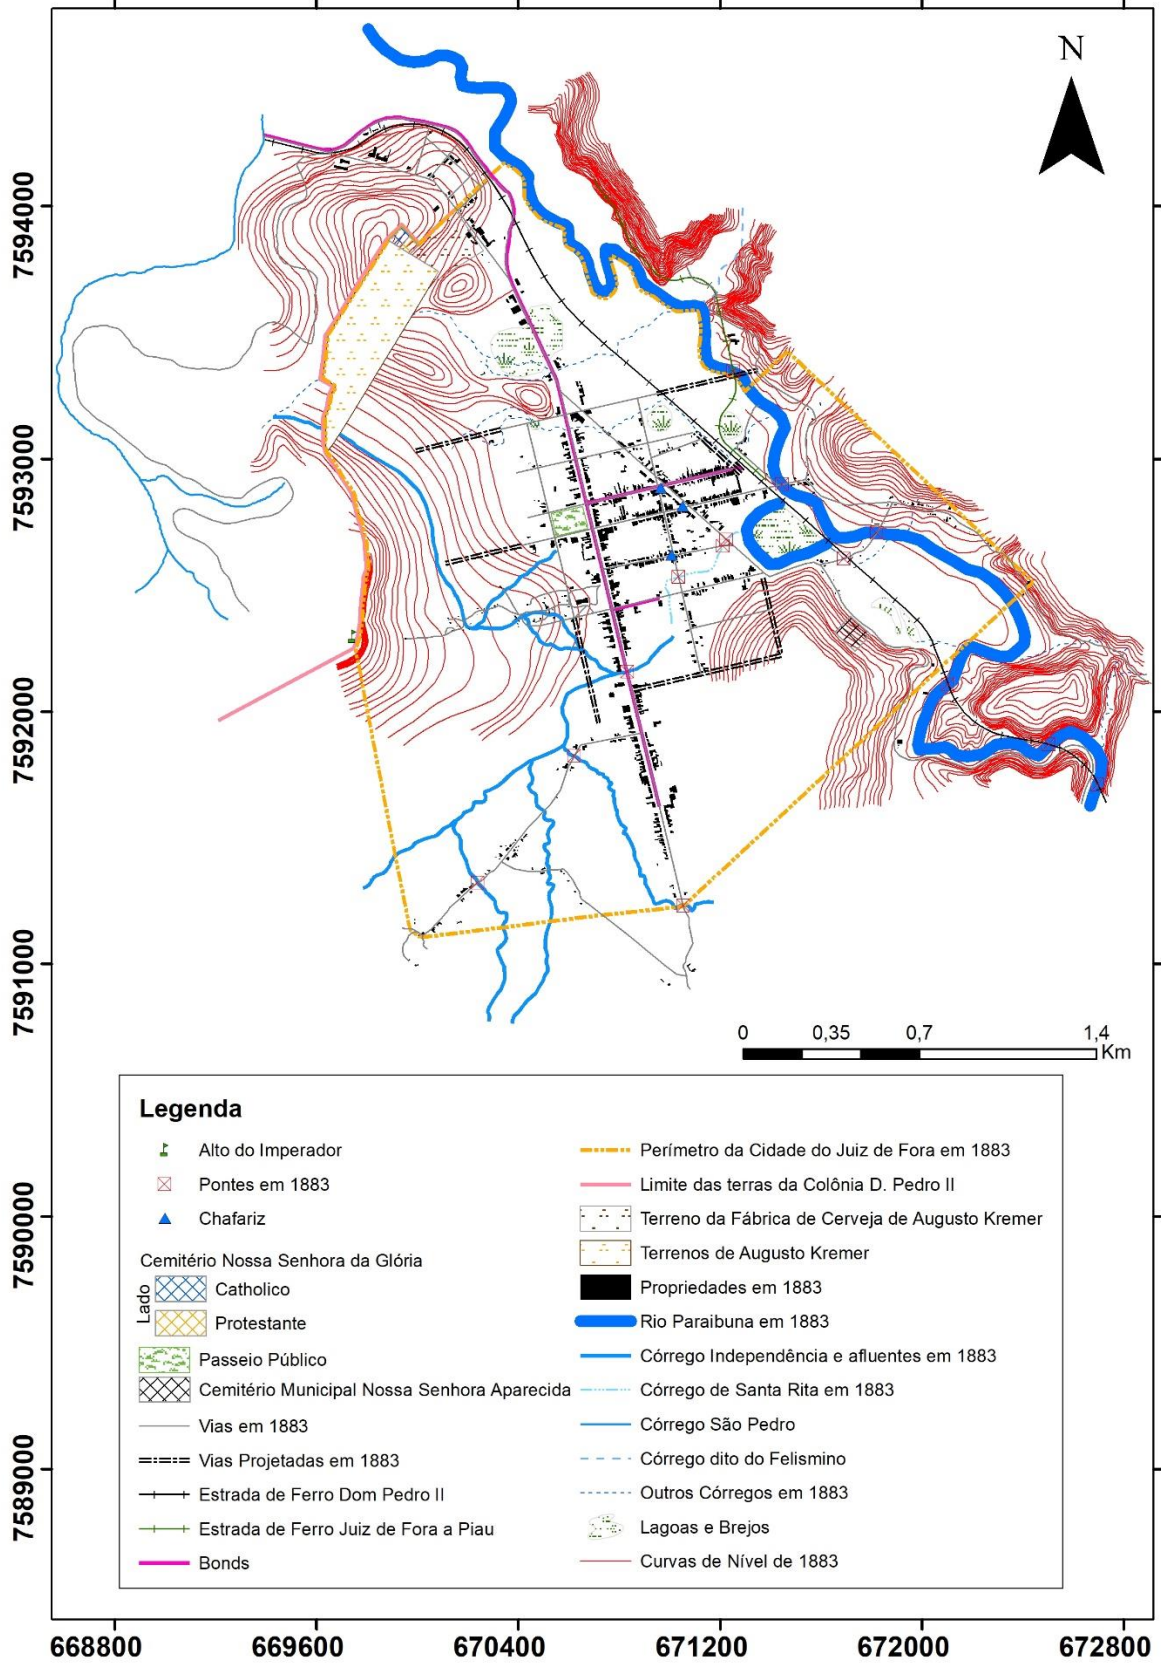 N
7594000
7593000
7592000
7591000
7590000
7589000
0 0,35 0,7 1,4
Km
Legenda
Alto do Imperador
Pontes em 1883
Chafariz
Cemitério Nossa Senhora da Glória
Lado
Catholico
Protestante
Passeio Público
Cemitério Municipal Nossa Senhora Aparecida
Vias em 1883
Vias Projetadas em 1883
Estrada de Ferro Dom Pedro II
Estrada de Ferro Juiz de Fora a Piau
Bonds
Perímetro da Cidade do Juiz de Fora em 1883
Limite das terras da Colônia D. Pedro II
Terreno da Fábrica de Cerveja de Augusto Kremer
Terrenos de Augusto Kremer
Propriedades em 1883
Rio Paraibuna em 1883
Córrego Independência e afluentes em 1883
Córrego de Santa Rita em 1883
Córrego São Pedro
Córrego dito do Felismino
Outros Córregos em 1883
Lagoas e Brejos
Curvas de Nível de 1883
668800 669600 670400 671200 672000 672800